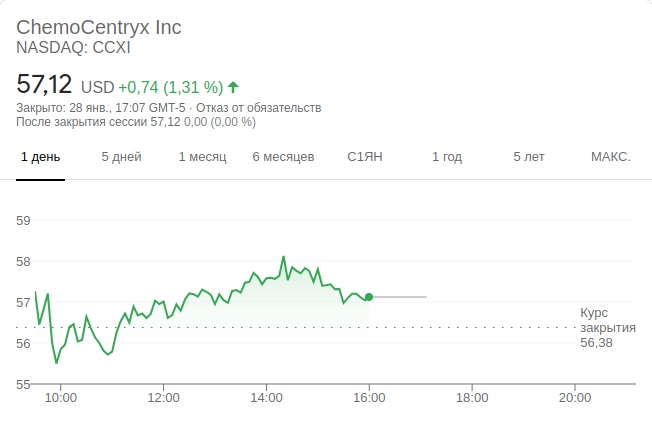 ChemoCentryx Inc
NASDAQ: CCXI
57,12 USD +0,74 (1,31 %)
Закрыто: 28 янв., 17:07 GMT-5 · Отказ от обязательств
После закрытия сессии 57,12 0,00 (0,00 %)
1 день 5 дней 1 месяц 6 месяцев С1ЯН 1 год 5 лет МАКС.
59
58
57
56
55
Курс
закрытия
56,38
10:00 12:00 14:00 16:00 18:00 20:00